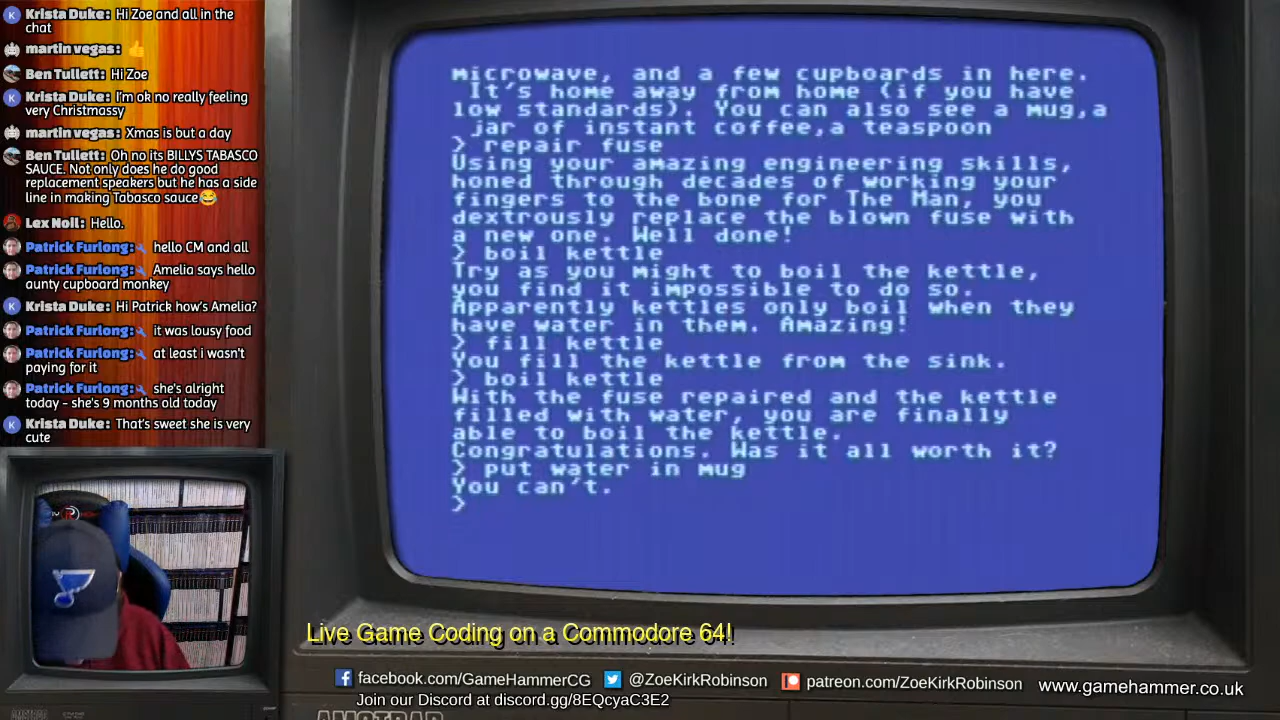 Krista Duke: Hi Zoe and all in the
chat
martin vegas:
Ben Tullett: Hi Zoe
Krista Duke: I'm ok no really feeling
very Christmassy
martin vegas: Xmas is but a day
Ben Tullett: Oh no its BILLYS TABASCO
SAUCE. Not only does he do good
replacement speakers but he has a side
line in making Tabasco sauce
Lex Noil: Hello.
Patrick Furlong: hello CM and all
Patrick Furlong: Amelia says hello
aunty cupboard monkey
Krista Duke: Hi Patrick how's Amelia?
Patrick Furlong: it was lousy food
Patrick Furlong: at least i wasn't
paying for it
Patrick Furlong: she's alright
today - she's 9 months old today
Krista Duke: That's sweet she is very
cute
microwave, and a few cupboards in here.
It's home away from home (if you have
low standards). You can also see a mug,a
jar of instant coffee,a teaspoon
> repair fuse
Using your amazing engineering skills,
honed through decades of working your
fingers to the bone for The Man, you
dextrously replace the blown fuse with
a new one. Well done!
> boil kettle
Try as you might to boil the kettle,
you find it impossible to do so.
Apparently kettles only boil when they
have water in them. Amazing!
> fill kettle
You fill the kettle from the sink.
> boil kettle
With the fuse repaired and the kettle
filled with water, you are finally
able to boil the kettle.
Congratulations. Was it all worth it?
> put water in mug
You can't.
>
Live Game Coding on a Commodore 64!
facebook.com/GameHammerCG @ZoeKirkRobinson patreon.com/ZoeKirkRobinson www.gamehammer.co.uk
Join our Discord at discord.gg/8EQcyaC3E2